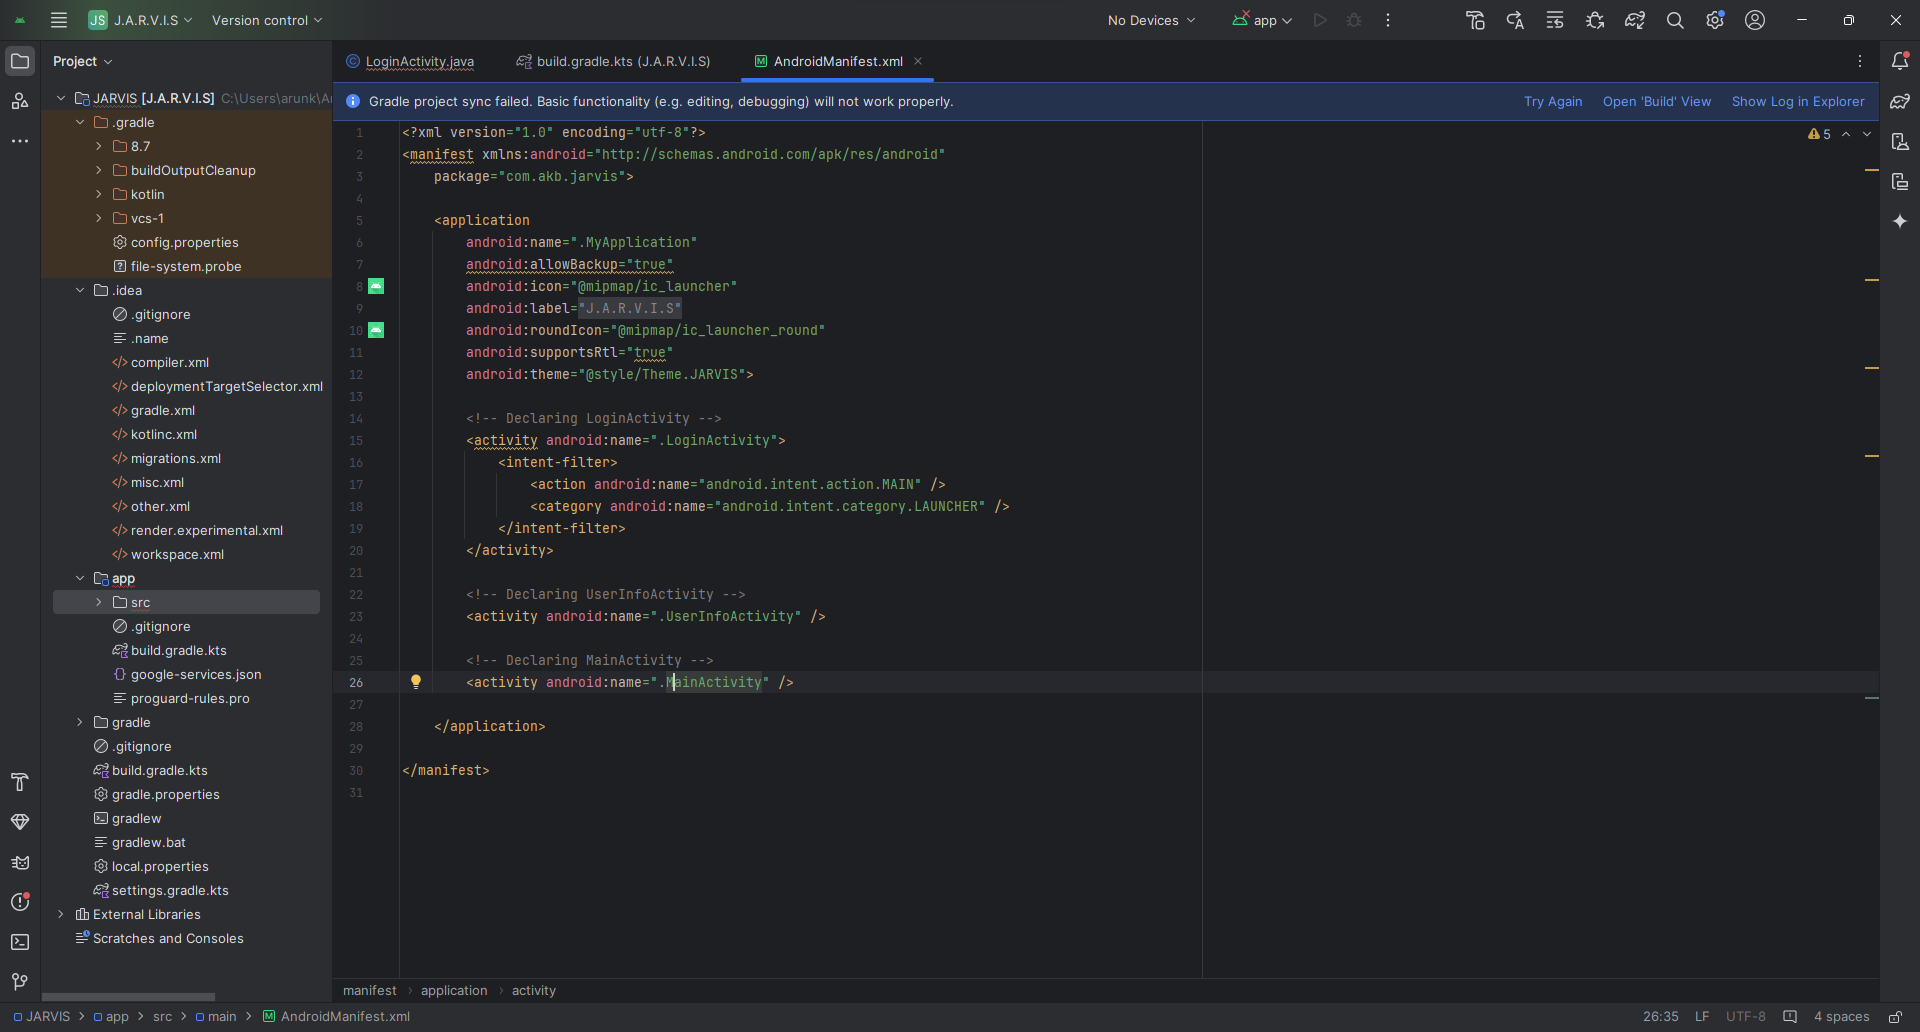 JS J.A.R.V.I.S Version control No Devices app
Project
LoginActivity.java build.gradle.kts (J.A.R.V.I.S) AndroidManifest.xml
Gradle project sync failed. Basic functionality (e.g. editing, debugging) will not work properly. Try Again Open 'Build' View Show Log in Explorer
JARVIS [J.A.R.V.I.S] C:\Users\arunk\A
.gradle
8.7
buildOutputCleanup
kotlin
vcs-1
config.properties
file-system.probe
.idea
.gitignore
.name
compiler.xml
deploymentTargetSelector.xml
gradle.xml
kotlinc.xml
migrations.xml
misc.xml
other.xml
render.experimental.xml
workspace.xml
app
src
.gitignore
build.gradle.kts
google-services.json
proguard-rules.pro
gradle
.gitignore
build.gradle.kts
gradle.properties
gradlew
gradlew.bat
local.properties
settings.gradle.kts
External Libraries
Scratches and Consoles
5
1 <?xml version="1.0" encoding="utf-8"?>
2 <manifest xmlns:android="http://schemas.android.com/apk/res/android"
3 package="com.akb.jarvis">
4
5 <application
6 android:name=".MyApplication"
7 android:allowBackup="true"
8 android:icon="@mipmap/ic_launcher"
9 android:label="J.A.R.V.I.S"
10 android:roundIcon="@mipmap/ic_launcher_round"
11 android:supportsRtl="true"
12 android:theme="@style/Theme.JARVIS">
13
14 <!-- Declaring LoginActivity -->
15 <activity android:name=".LoginActivity">
16 <intent-filter>
17 <action android:name="android.intent.action.MAIN" />
18 <category android:name="android.intent.category.LAUNCHER" />
19 </intent-filter>
20 </activity>
21
22 <!-- Declaring UserInfoActivity -->
23 <activity android:name=".UserInfoActivity" />
24
25 <!-- Declaring MainActivity -->
26 <activity android:name=".MainActivity" />
27
28 </application>
29
30 </manifest>
31
manifest > application > activity
JARVIS > app > src > main > AndroidManifest.xml 26:35 LF UTF-8 4 spaces